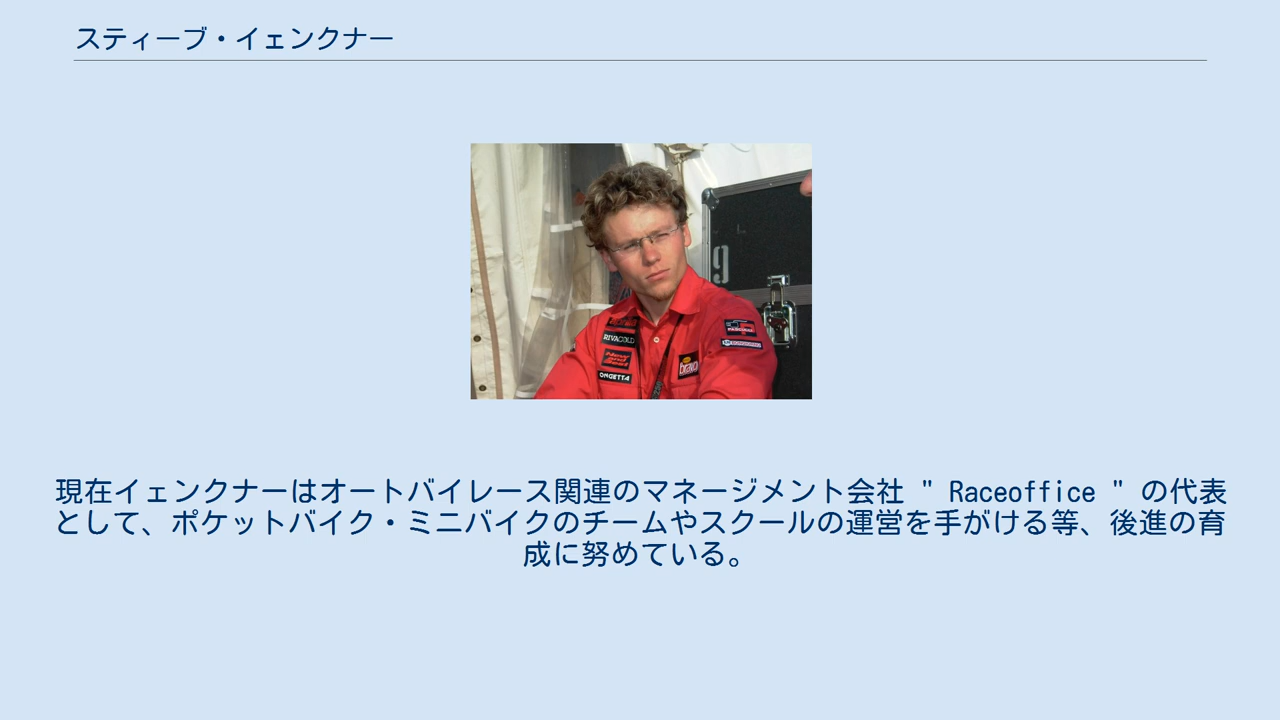 スティーブ・イェンクナー
9
RIVACOLD
ONGETTA
現在イェンクナーはオートバイレース関連のマネージメント会社 " Raceoffice " の代表
として、ポケットバイク・ミニバイクのチームやスクールの運営を手がける等、後進の育
成に努めている。